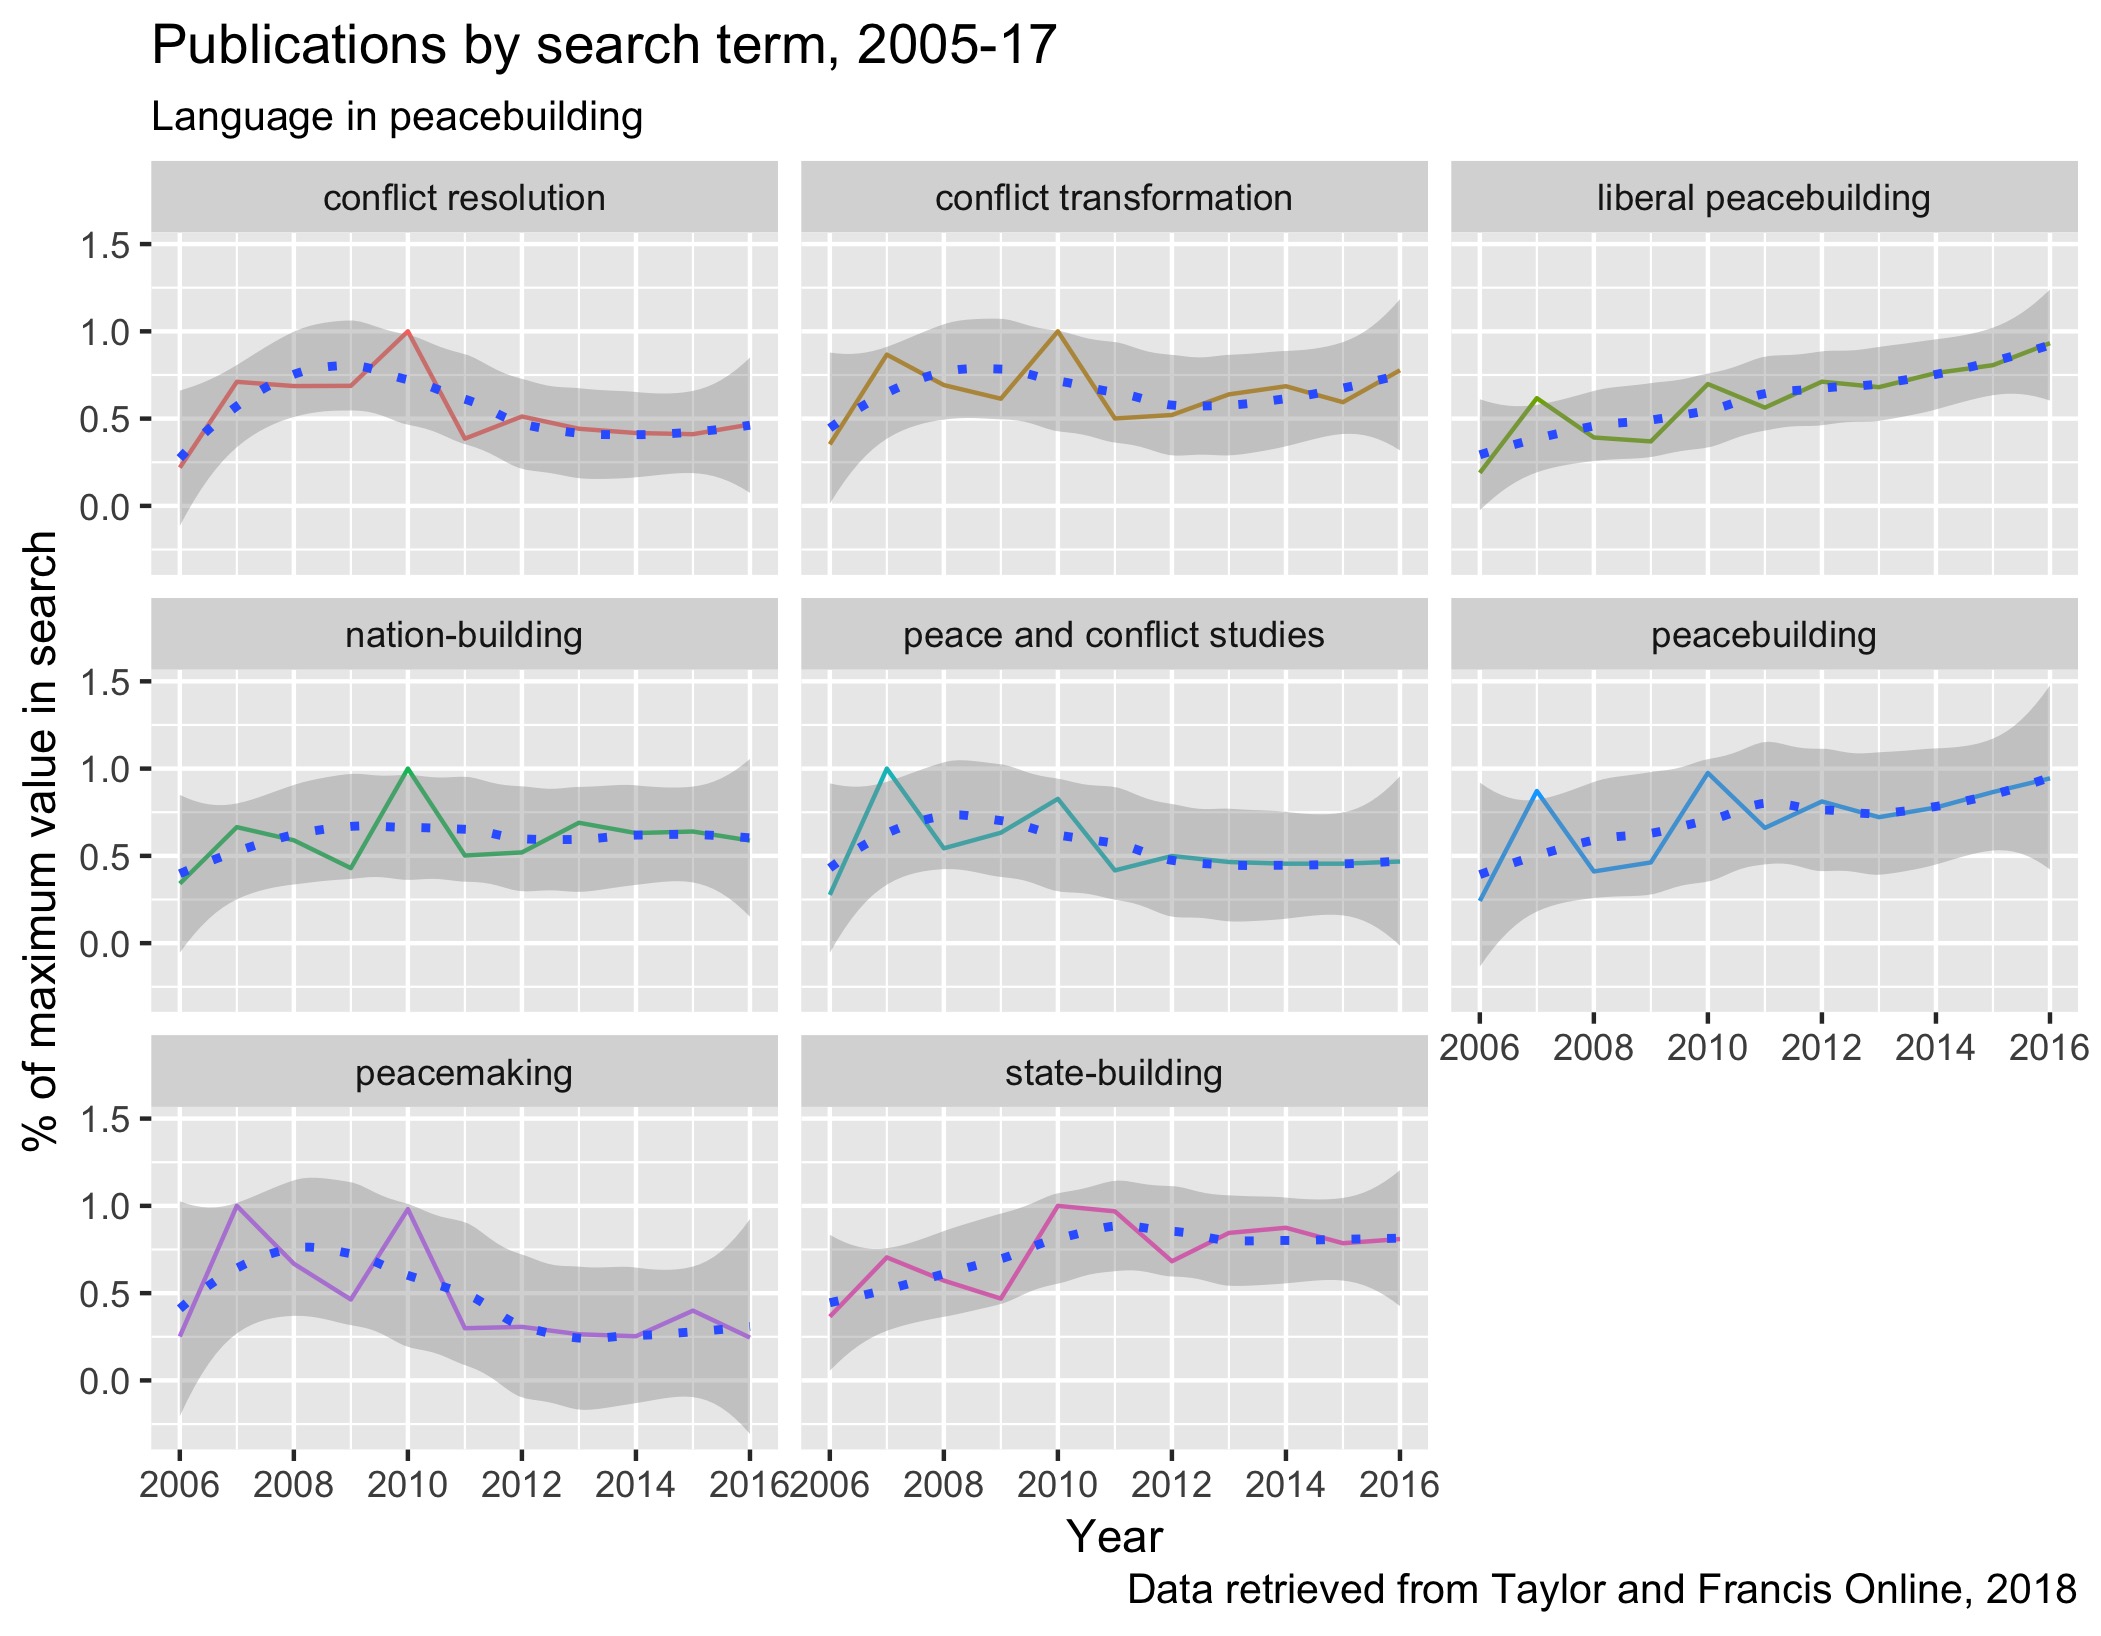 Publications by search term, 2005-17
Language in peacebuilding
conflict resolution
conflict transformation
liberal peacebuilding
1.5
1.0
0.5
0.0
nation-building
peace and conflict studies
peacebuilding
1.5
1.0
0.5
0.0
2006 2008 2010 2012 2014 2016
peacemaking
state-building
1.5
1.0
0.5
0.0
2006 2008 2010 2012 2014 2016
2006 2008 2010 2012 2014 2016
% of maximum value in search
Year
Data retrieved from Taylor and Francis Online, 2018